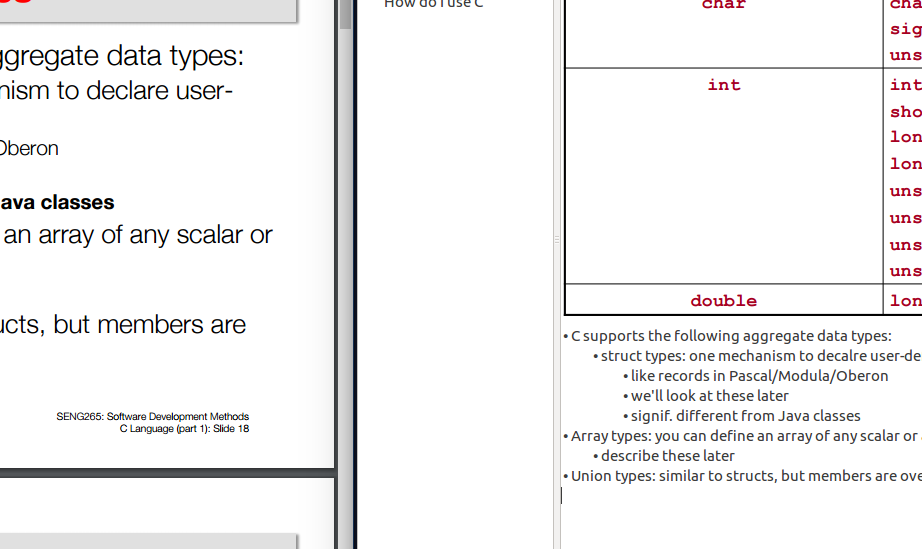 ggregate data types:
nism to declare user-
Oberon
ava classes
an array of any scalar or
ucts, but members are
SENG265: Software Development Methods
C Language (part 1): Slide 18
How do I use C
char
cha
sig
uns
int
int
sho
lon
lon
uns
uns
uns
uns
double
lon
• C supports the following aggregate data types:
• struct types: one mechanism to decalre user-de
• like records in Pascal/Modula/Oberon
• we'll look at these later
• signif. different from Java classes
• Array types: you can define an array of any scalar or
• describe these later
• Union types: similar to structs, but members are ove